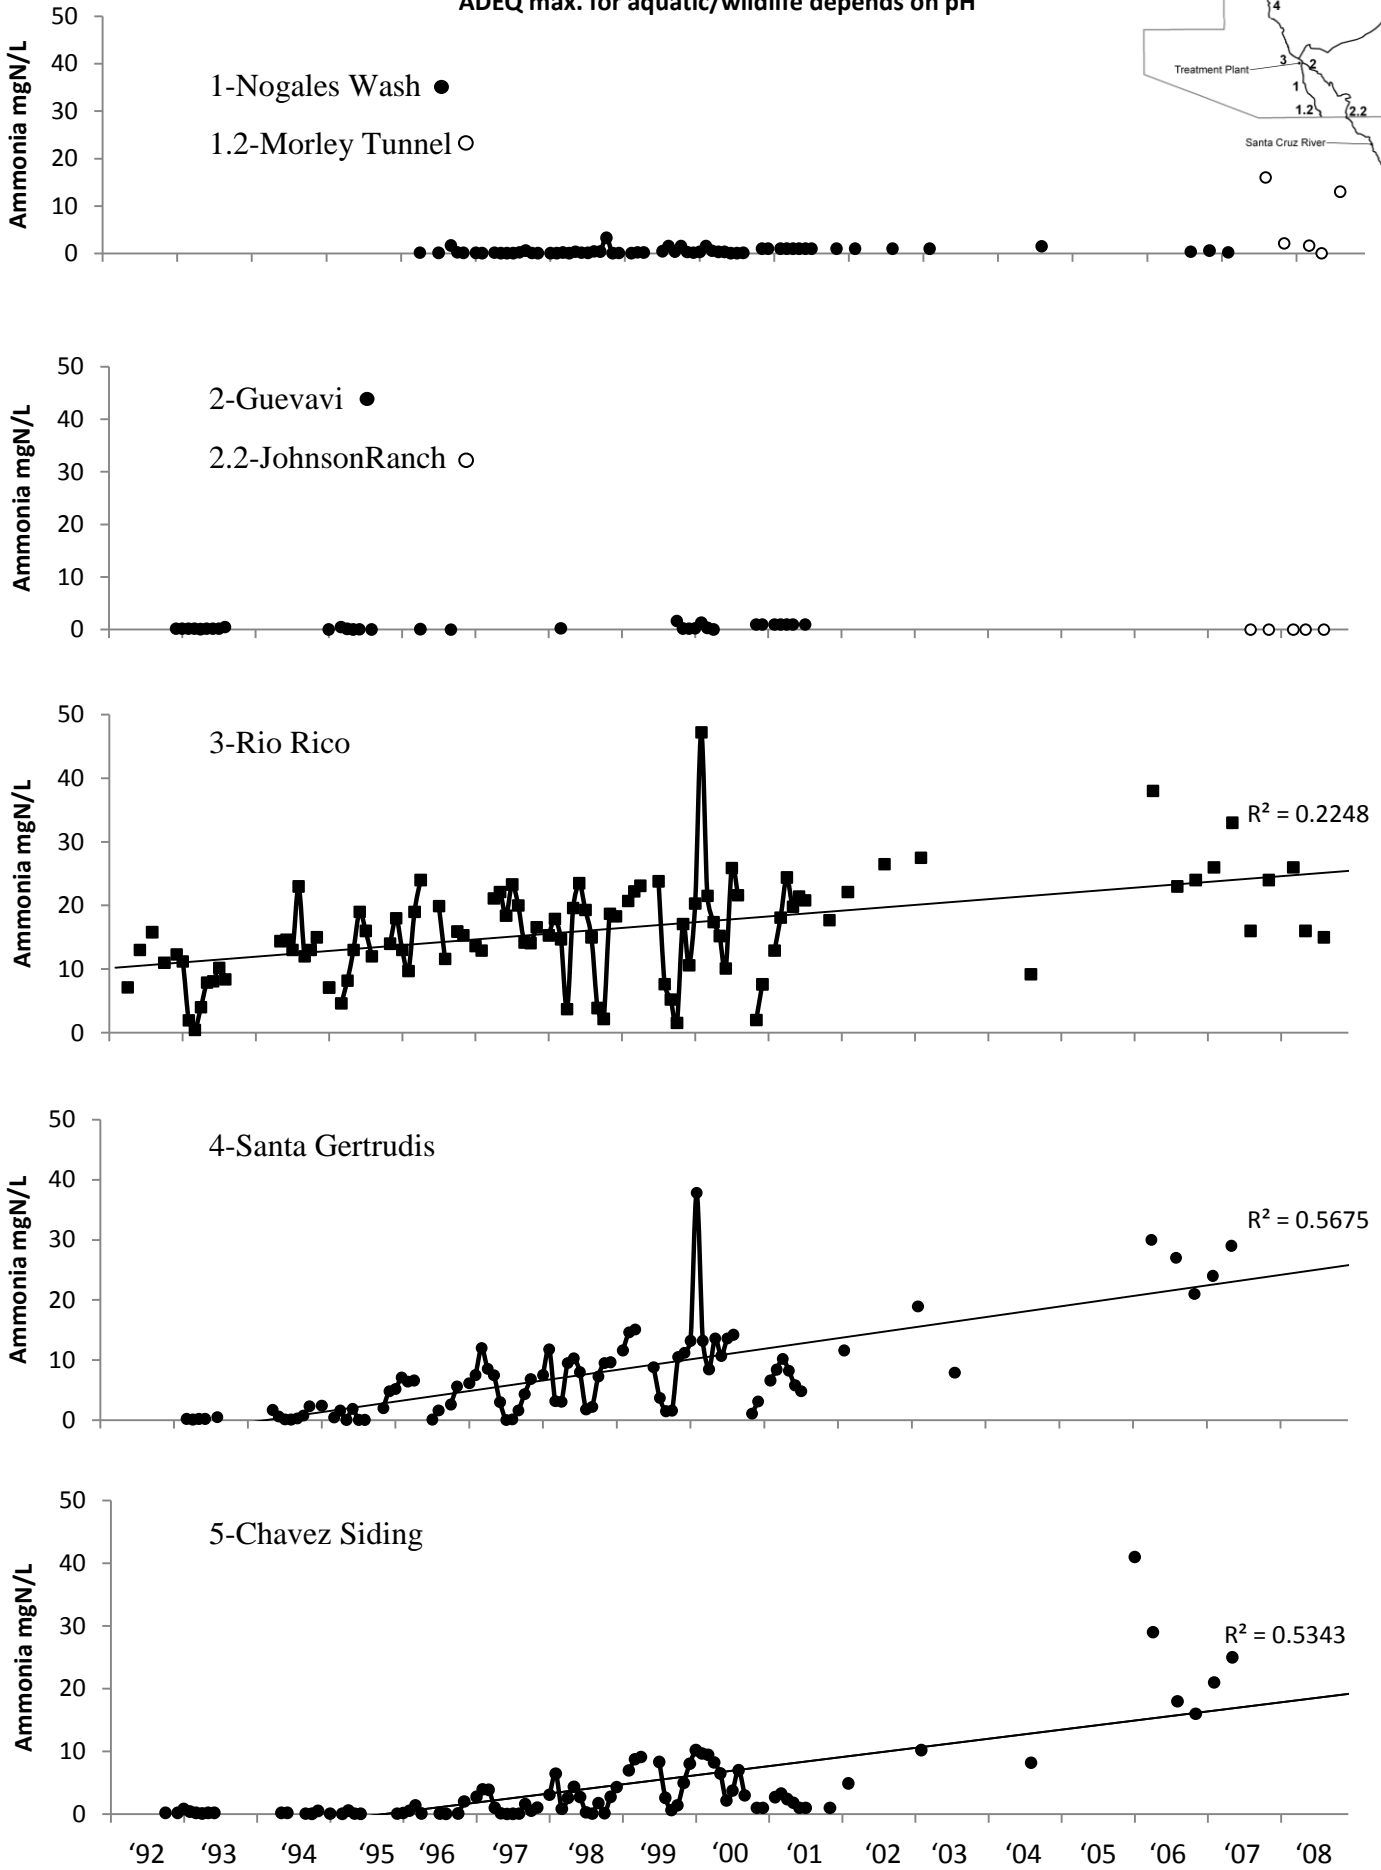 ADEQ max. for aquatic/wildlife depends on pH
4
3
2
Treatment Plant
1
1.2
2.2
Santa Cruz River
Ammonia mgN/L
50
40
30
20
10
0
1-Nogales Wash
1.2-Morley Tunnel
Ammonia mgN/L
50
40
30
20
10
0
2-Guevavi
2.2-JohnsonRanch
Ammonia mgN/L
50
40
30
20
10
0
3-Rio Rico
R² = 0.2248
Ammonia mgN/L
50
40
30
20
10
0
4-Santa Gertrudis
R² = 0.5675
Ammonia mgN/L
50
40
30
20
10
0
5-Chavez Siding
R² = 0.5343
‘92 ‘93 ‘94 ‘95 ‘96 ‘97 ‘98 ‘99 ‘00 ‘01 ‘02 ‘03 ‘04 ‘05 ‘06 ‘07 ‘08